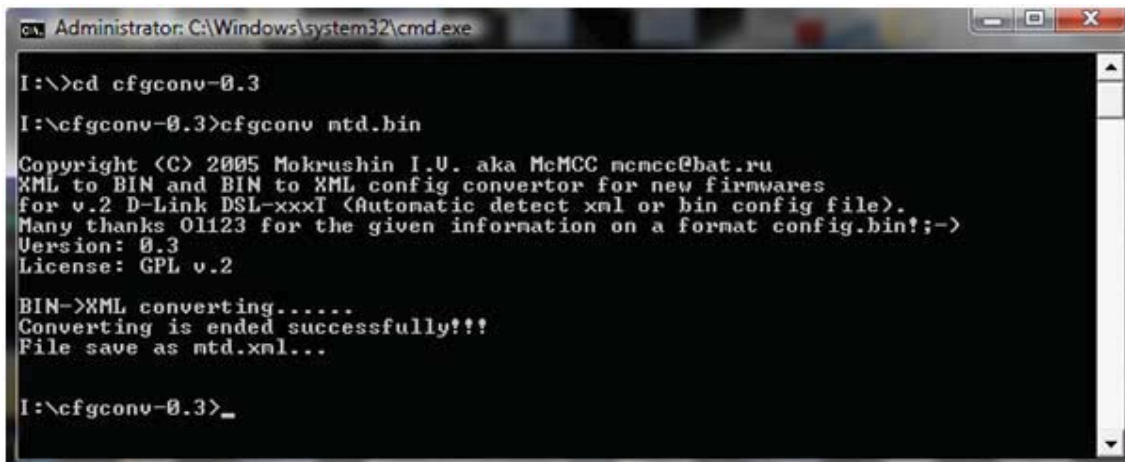 Administrator: C:\Windows\system32\cmd.exe
I:\>cd cfgconv-0.3
I:\cfgconv-0.3>cfgconv mtd.bin
Copyright (C) 2005 Mokrushin I.V. aka McMCC mcmcc@bat.ru
XML to BIN and BIN to XML config convertor for new firmwares
for v.2 D-Link DSL-xxxT (Automatic detect xml or bin config file).
Many thanks Ol123 for the given information on a format config.bin!;->
Version: 0.3
License: GPL v.2
BIN->XML converting......
Converting is ended successfully!!!
File save as mtd.xml...
I:\cfgconv-0.3>_